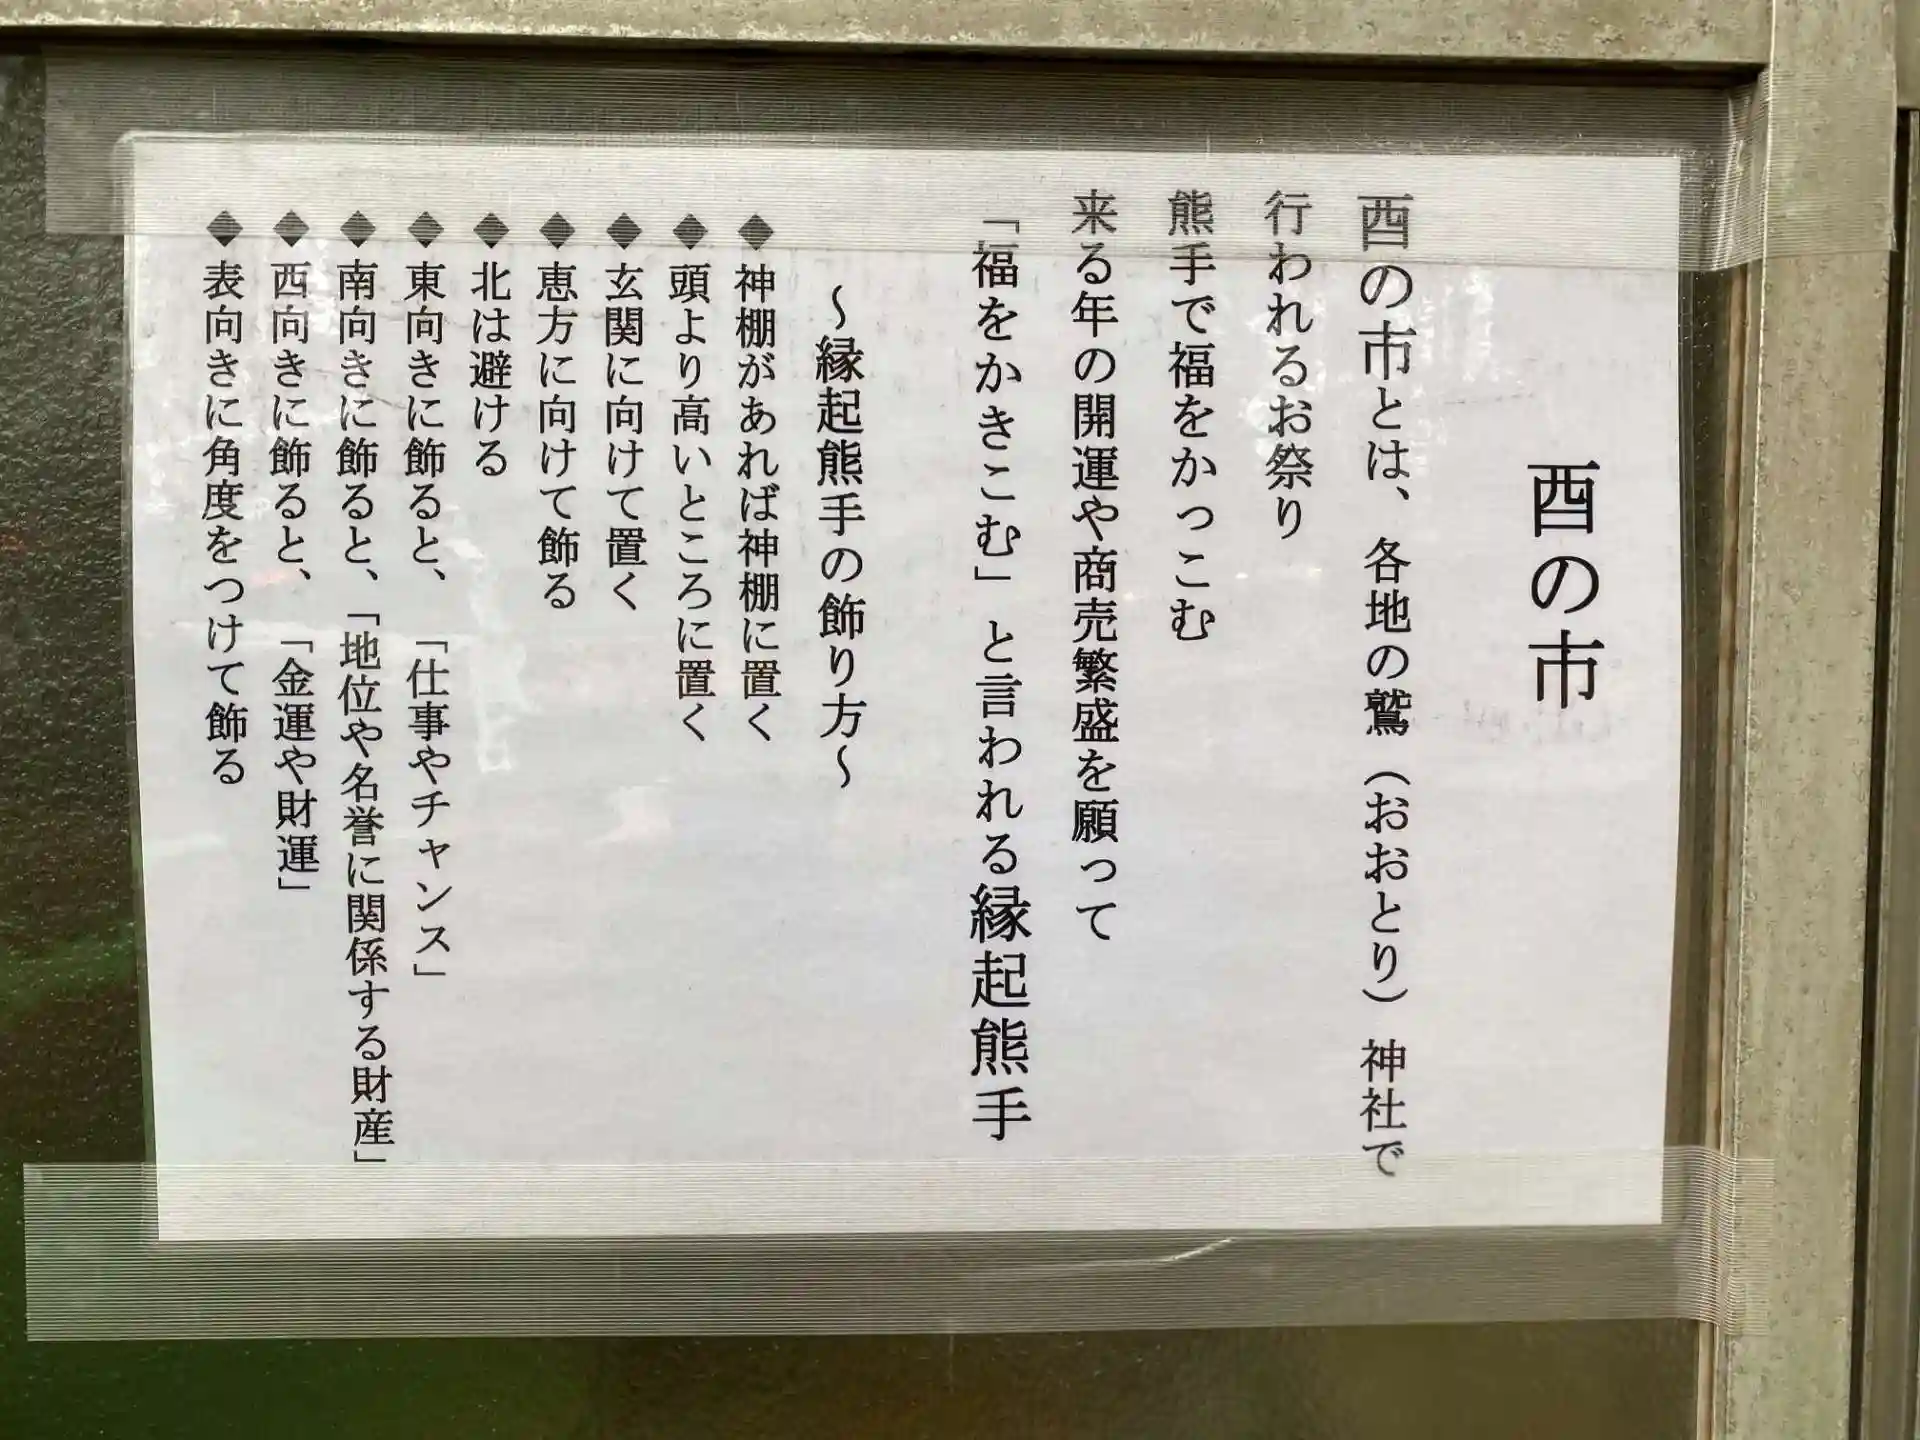 酉の市
酉の市とは、各地の鷲（おおとり）神社で
行われるお祭り
熊手で福をかっこむ
来る年の開運や商売繁盛を願って
「福をかきこむ」と言われる縁起熊手
～縁起熊手の飾り方～
◆神棚があれば神棚に置く
◆頭より高いところに置く
◆玄関に向けて置く
◆恵方に向けて飾る
◆北は避ける
◆東向きに飾ると、「仕事やチャンス」
◆南向きに飾ると、「地位や名誉に関係する財産」
◆西向きに飾ると、「金運や財運」
◆表向きに角度をつけて飾る